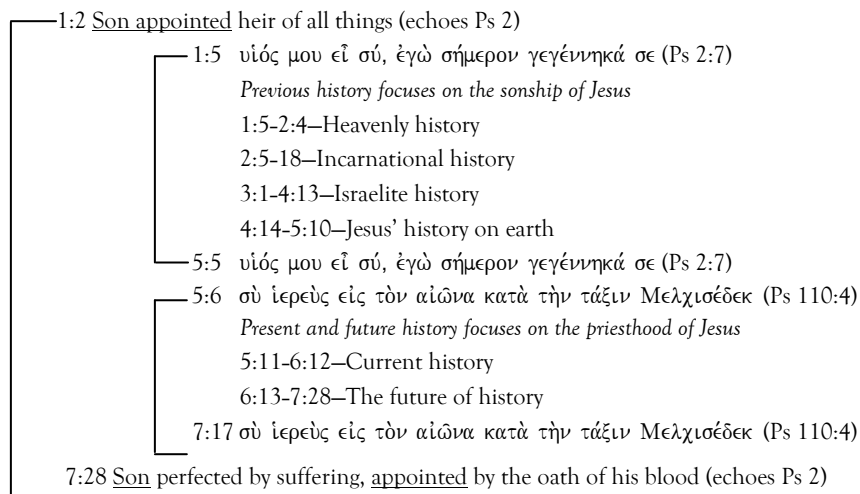 1:2 Son appointed heir of all things (echoes Ps 2)
1:5 υἱός μου εἶ σύ, ἐγὼ σήμερον γεγέννηκά σε (Ps 2:7)
Previous history focuses on the sonship of Jesus
1:5-2:4—Heavenly history
2:5-18—Incarnational history
3:1-4:13—Israelite history
4:14-5:10—Jesus’ history on earth
5:5 υἱός μου εἶ σύ, ἐγὼ σήμερον γεγέννηκά σε (Ps 2:7)
5:6 σὺ ἱερεὺς εἰς τὸν αἰῶνα κατὰ τὴν τάξιν Μελχισέδεκ (Ps 110:4)
Present and future history focuses on the priesthood of Jesus
5:11-6:12—Current history
6:13-7:28—The future of history
7:17 σὺ ἱερεὺς εἰς τὸν αἰῶνα κατὰ τὴν τάξιν Μελχισέδεκ (Ps 110:4)
7:28 Son perfected by suffering, appointed by the oath of his blood (echoes Ps 2)